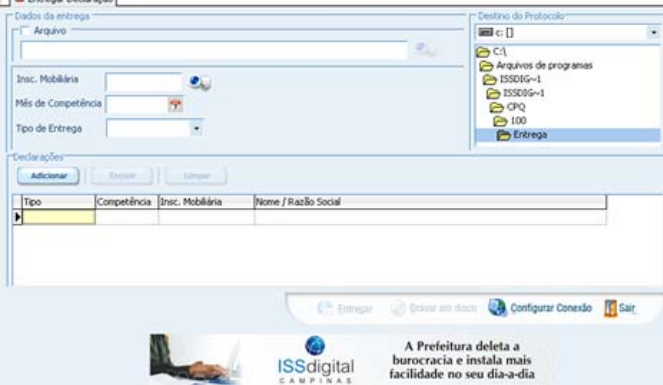 Entregar Declaração
Dados da entrega
Arquivo
Insc. Mobiliária
Mês de Competência
Tipo de Entrega
Destino do Protocolo
c: []
C:\
Arquivos de programas
ISSDIG~1
ISSDIG~1
CPQ
100
Entrega
Declarações
Adicionar Excluir Limpar
Tipo Competência Insc. Mobiliária Nome / Razão Social
Entregar Gravar em disco Configurar Conexão Sair
ISSdigital
CAMPINAS
A Prefeitura deleta a
burocracia e instala mais
facilidade no seu dia-a-dia